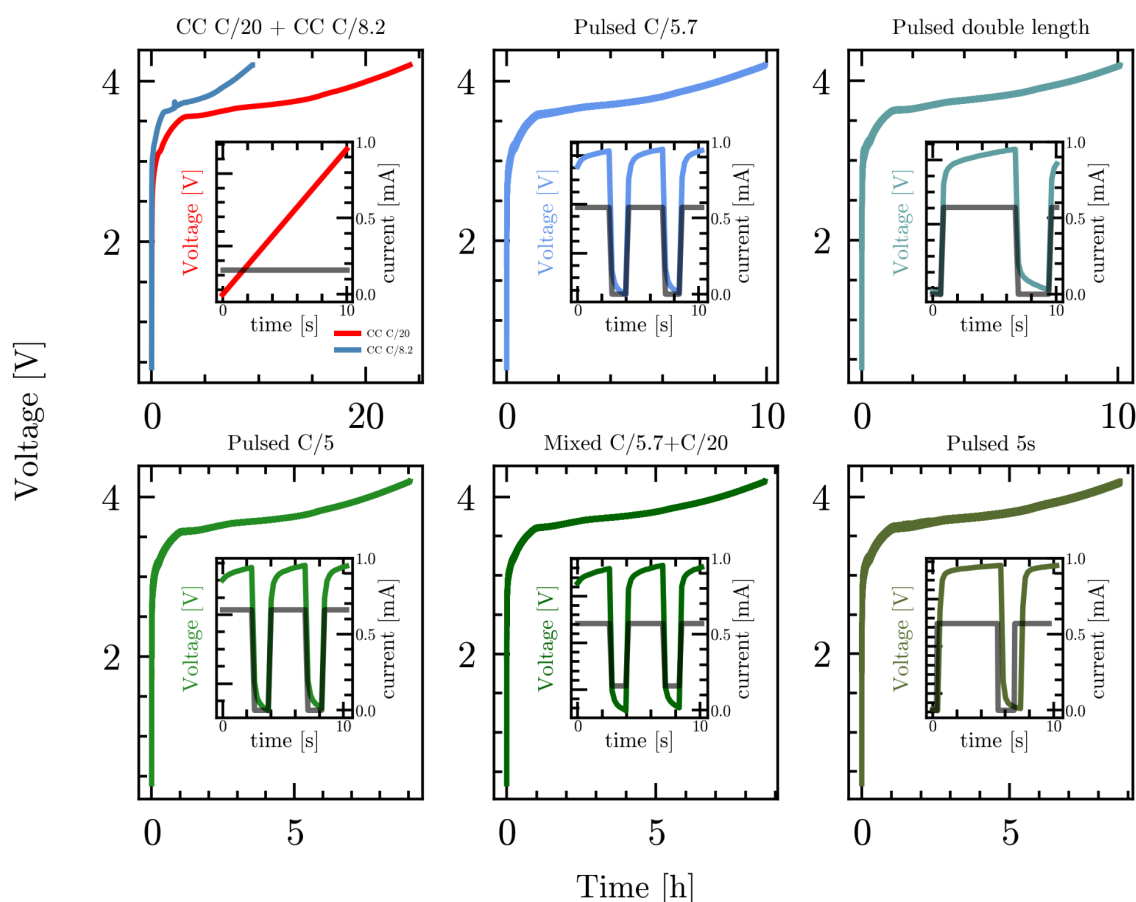 CC C/20 + CC C/8.2
Pulsed C/5.7
Pulsed double length
Voltage [V]
4
2
0
20
Voltage [V]
current [mA]
1.0
0.5
0.0
0
10
time [s]
CC C/20
CC C/8.2
0
10
Voltage [V]
current [mA]
1.0
0.5
0.0
0
10
time [s]
0
10
Voltage [V]
current [mA]
1.0
0.5
0.0
0
10
time [s]
Pulsed C/5
Mixed C/5.7+C/20
Pulsed 5s
4
2
0
5
Voltage [V]
current [mA]
1.0
0.5
0.0
0
10
time [s]
4
2
0
5
Voltage [V]
current [mA]
1.0
0.5
0.0
0
10
time [s]
4
2
0
5
Voltage [V]
current [mA]
1.0
0.5
0.0
0
10
time [s]
Time [h]